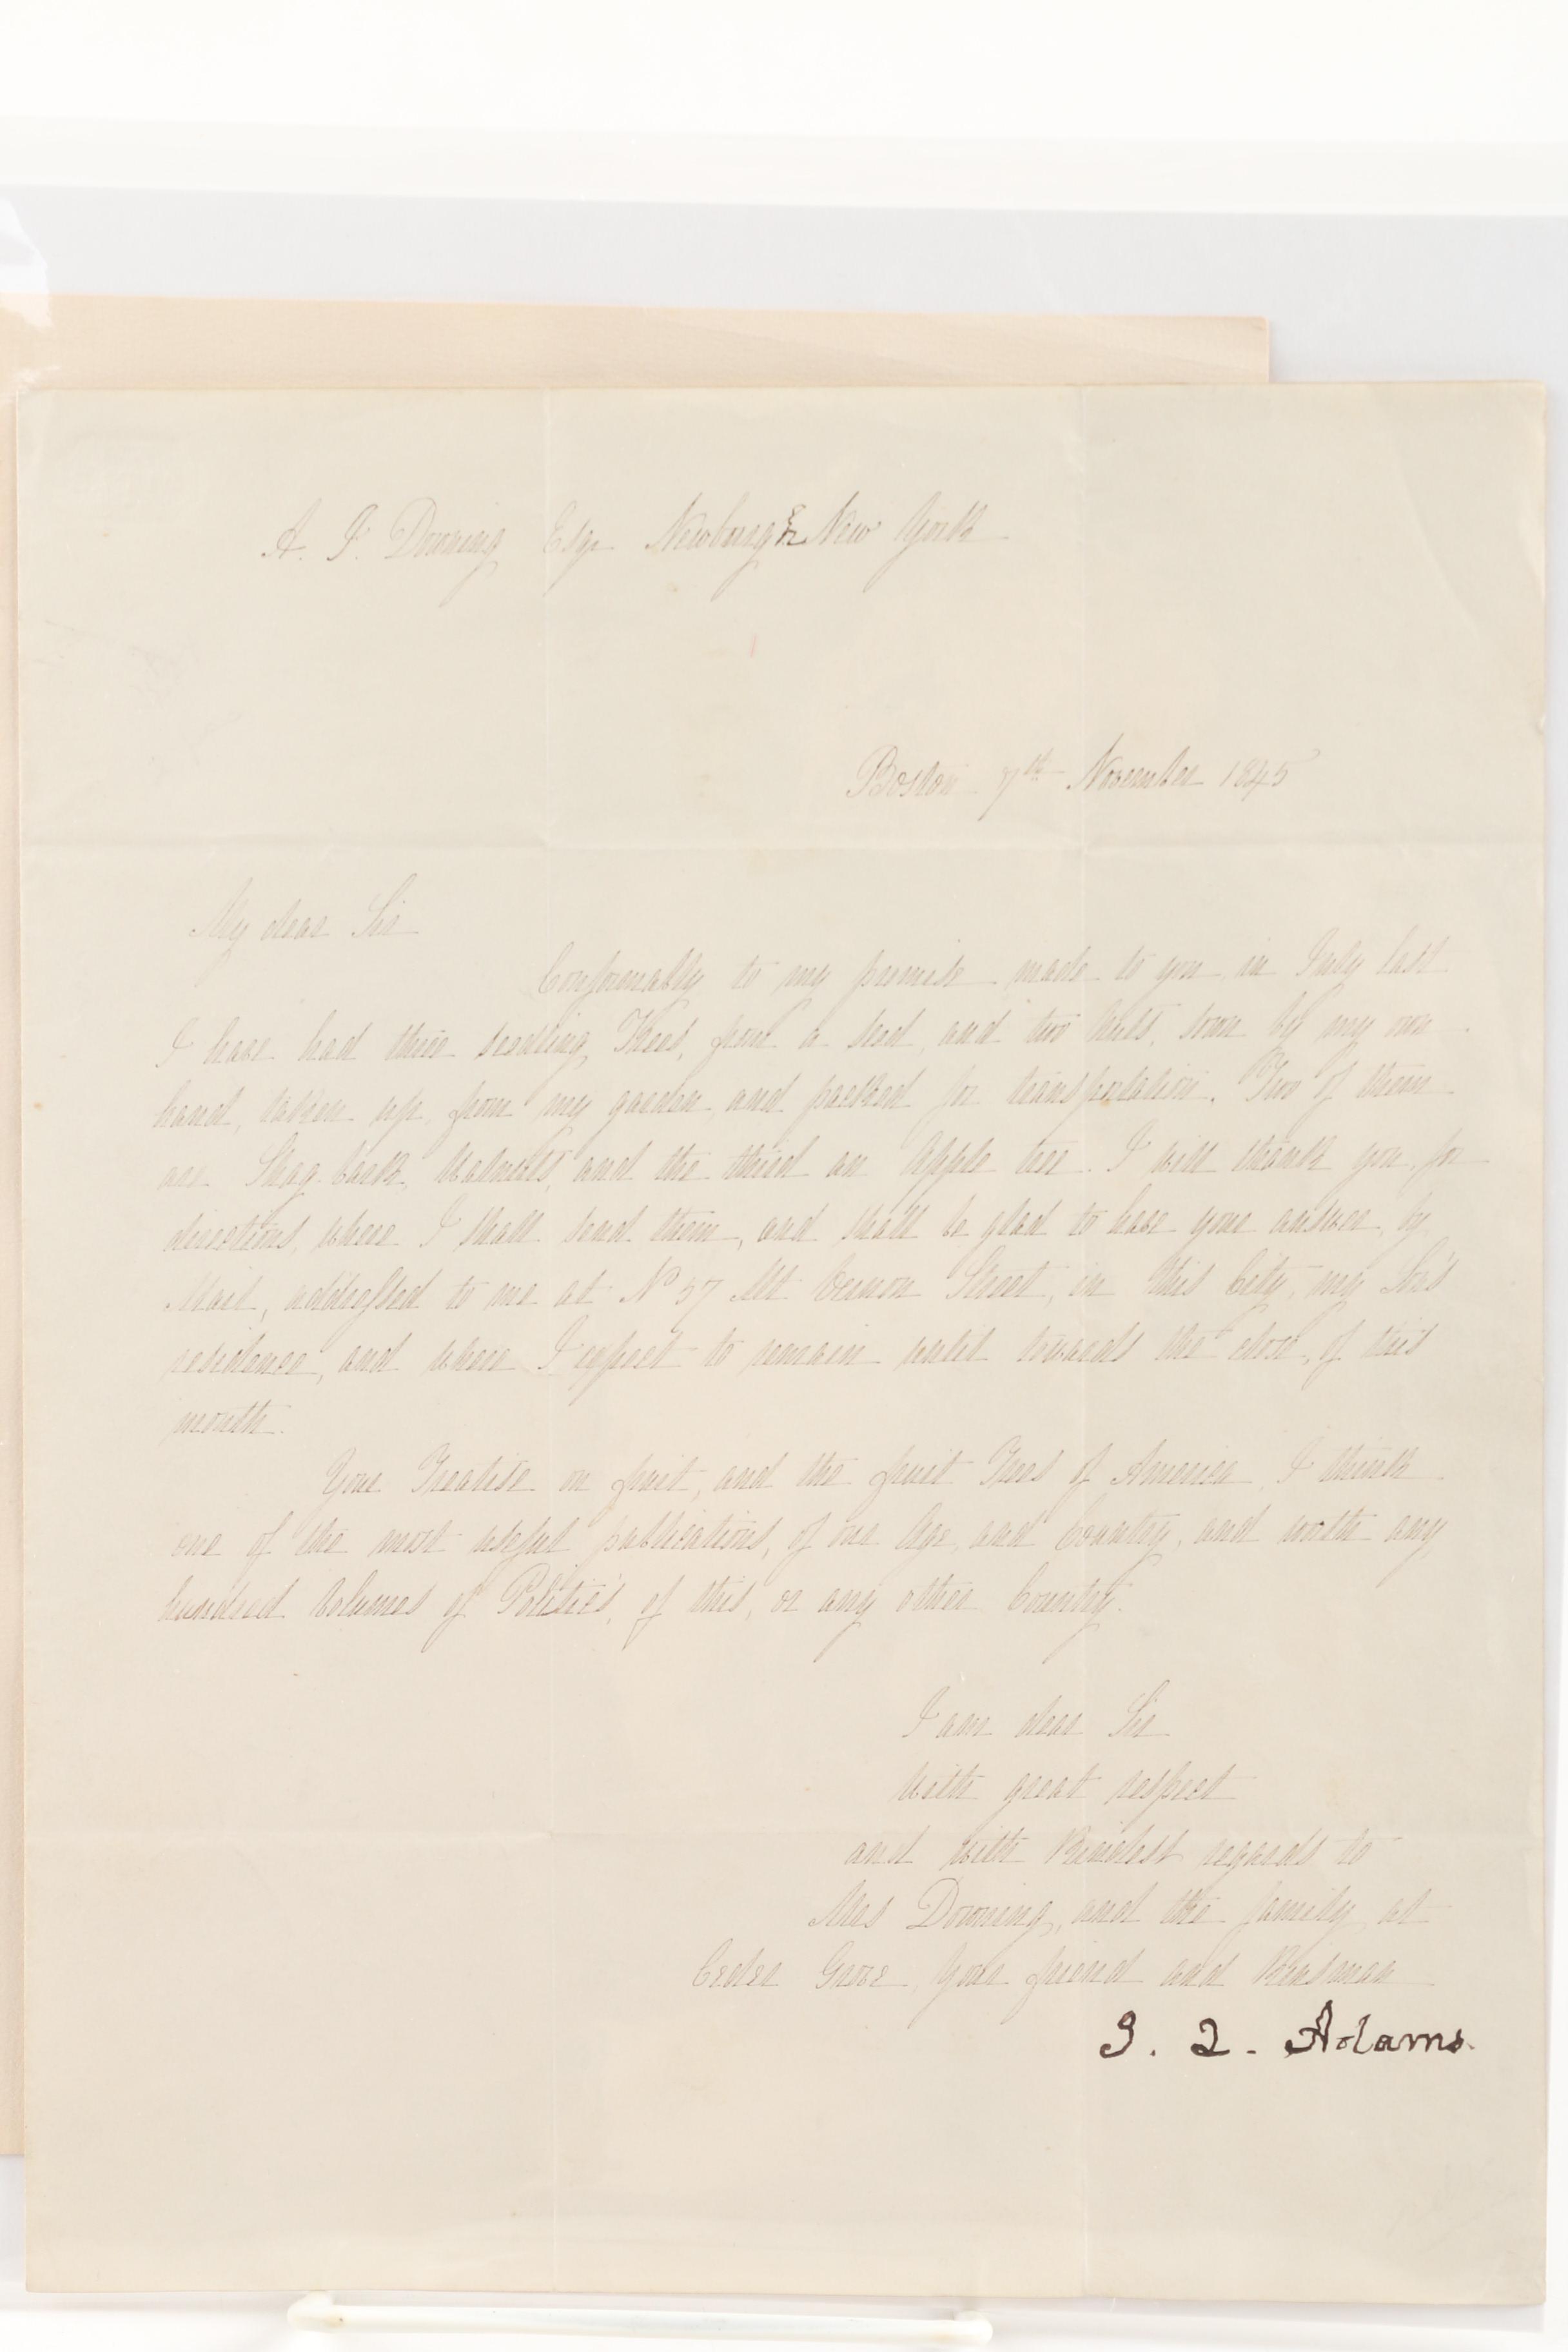 A. J. Downing Esqr Newburgh New York
Boston 7th November 1845
My dear Sir
Conformably to my promise made to you in July last
I have had three seedling Trees, from a seed, and two nuts, sown by my own
hand, taken up, from my garden, and packed for transportation. Two of them
are Shag-bark, Walnuts, and the third an Apple tree. I will thank you for
directions, where I shall send them, and shall be glad to have your answer, by
Mail, addressed to me at No 57 Mt Vernon Street, in this City, my Son's
residence, and where I expect to remain until towards the close, of this
month.
Your Treatise on fruit, and the fruit Trees of America, I think
one of the most useful publications, of our Age, and Country, and worth any
hundred Volumes of Politics, of this, or any other Country.
I am dear Sir
with great respect
and with kindest regards to
Mrs Downing, and the family at
Ceder Grove, your friend and Kinsman
J. Q. Adams.